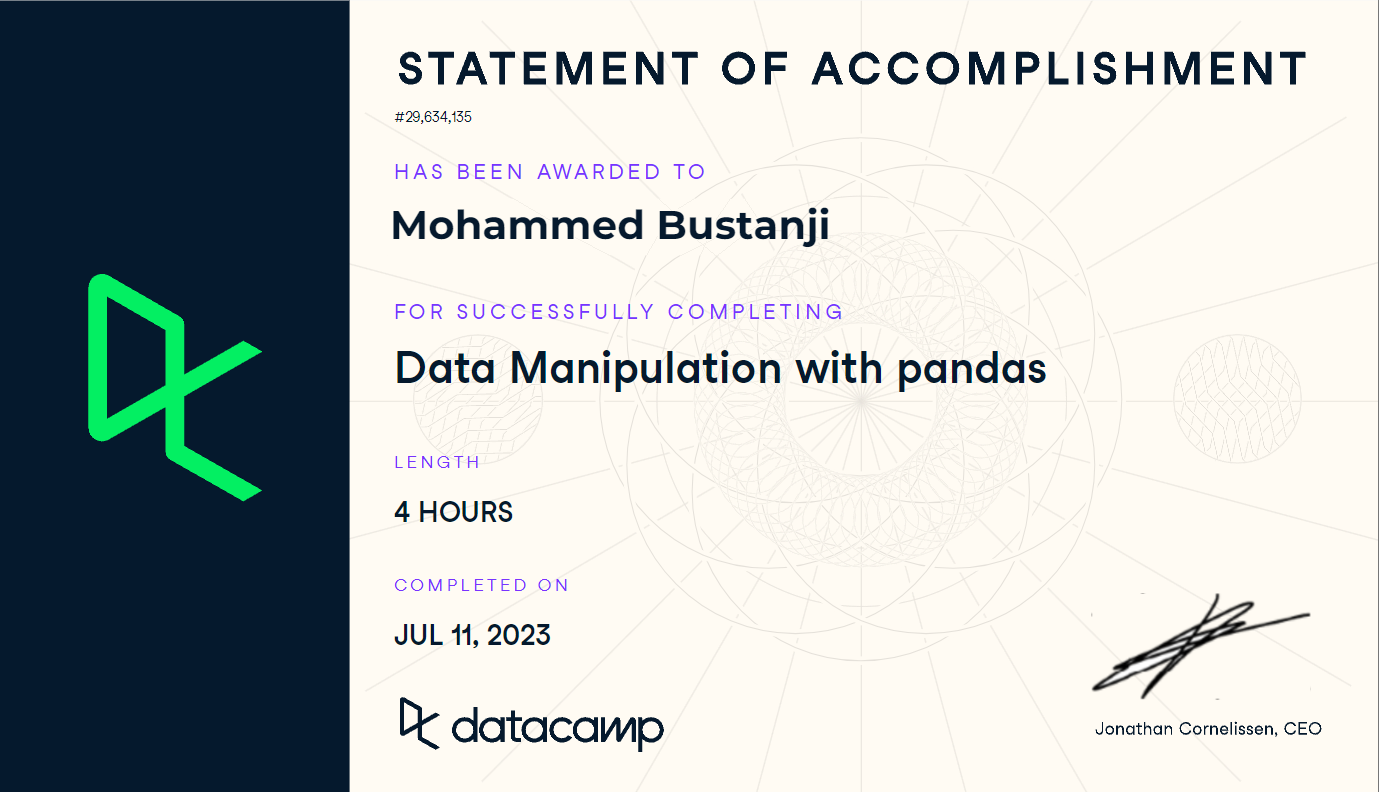 STATEMENT OF ACCOMPLISHMENT
#29,634,135
HAS BEEN AWARDED TO
Mohammed Bustanji
FOR SUCCESSFULLY COMPLETING
Data Manipulation with pandas
LENGTH
4 HOURS
COMPLETED ON
JUL 11, 2023
datacamp
Jonathan Cornelissen, CEO